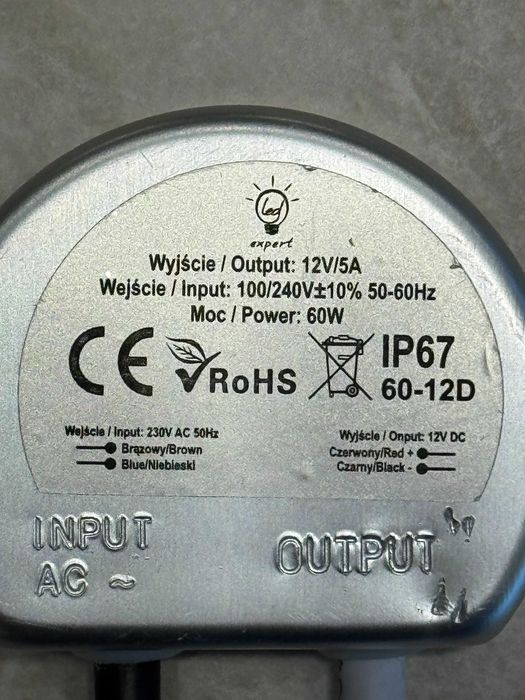 led
expert
Wyjście / Output: 12V/5A
Wejście / Input: 100/240V±10% 50-60Hz
Moc / Power: 60W
CE RoHS IP67
60-12D
Wejście / Input: 230V AC 50Hz
Brązowy/Brown
Blue/Niebieski
Wyjście / Onput: 12V DC
Czerwony/Red +
Czarny/Black -
INPUT
AC ~
OUTPUT